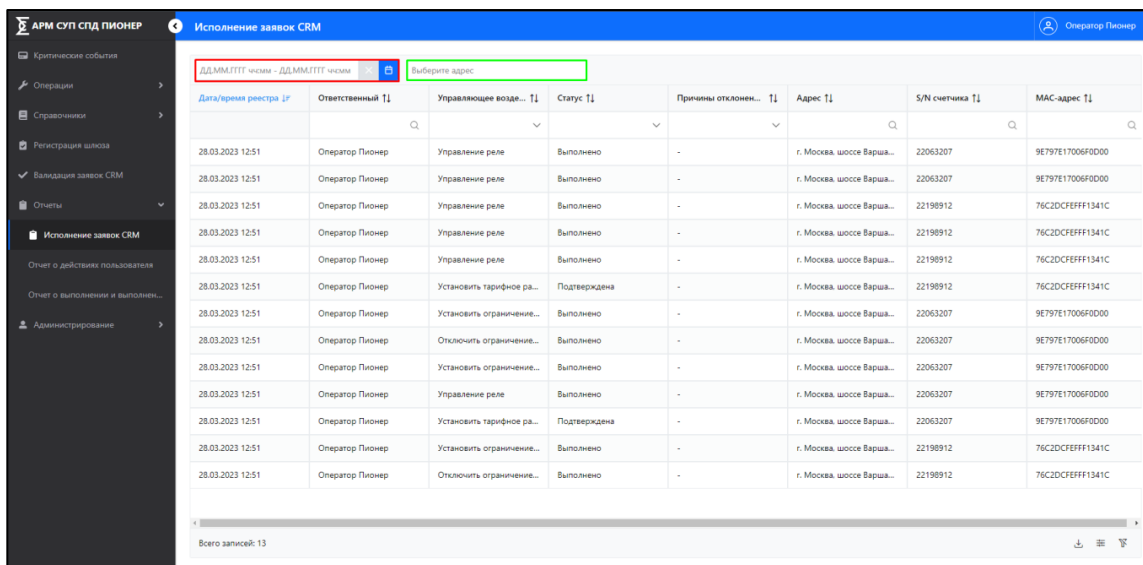 АРМ СУП СПД ПИОНЕР
Исполнение заявок CRM
Оператор Пионер
Критические события
Операции
Справочники
Регистрация шлюза
Валидация заявок CRM
Отчеты
Исполнение заявок CRM
Отчет о действиях пользователя
Отчет о выполнении и выполнен...
Администрирование
ДД.ММ.ГГГГ чч:мм - ДД.ММ.ГГГГ чч:мм Выберите адрес
Дата/время реестра Ответственный Управляющее возде... Статус Причины отклонен... Адрес S/N счетчика MAC-адрес
28.03.2023 12:51 Оператор Пионер Управление реле Выполнено - г. Москва, шоссе Варша... 22063207 9E797E17006F0D00
28.03.2023 12:51 Оператор Пионер Управление реле Выполнено - г. Москва, шоссе Варша... 22063207 9E797E17006F0D00
28.03.2023 12:51 Оператор Пионер Управление реле Выполнено - г. Москва, шоссе Варша... 22198912 76C2DCFEFFF1341C
28.03.2023 12:51 Оператор Пионер Управление реле Выполнено - г. Москва, шоссе Варша... 22198912 76C2DCFEFFF1341C
28.03.2023 12:51 Оператор Пионер Управление реле Выполнено - г. Москва, шоссе Варша... 22198912 76C2DCFEFFF1341C
28.03.2023 12:51 Оператор Пионер Установить тарифное ра... Подтверждена - г. Москва, шоссе Варша... 22198912 76C2DCFEFFF1341C
28.03.2023 12:51 Оператор Пионер Установить ограничение... Выполнено - г. Москва, шоссе Варша... 22063207 9E797E17006F0D00
28.03.2023 12:51 Оператор Пионер Отключить ограничение... Выполнено - г. Москва, шоссе Варша... 22063207 9E797E17006F0D00
28.03.2023 12:51 Оператор Пионер Установить ограничение... Выполнено - г. Москва, шоссе Варша... 22063207 9E797E17006F0D00
28.03.2023 12:51 Оператор Пионер Управление реле Выполнено - г. Москва, шоссе Варша... 22063207 9E797E17006F0D00
28.03.2023 12:51 Оператор Пионер Установить тарифное ра... Подтверждена - г. Москва, шоссе Варша... 22063207 9E797E17006F0D00
28.03.2023 12:51 Оператор Пионер Установить ограничение... Выполнено - г. Москва, шоссе Варша... 22198912 76C2DCFEFFF1341C
28.03.2023 12:51 Оператор Пионер Отключить ограничение... Выполнено - г. Москва, шоссе Варша... 22198912 76C2DCFEFFF1341C
Всего записей: 13